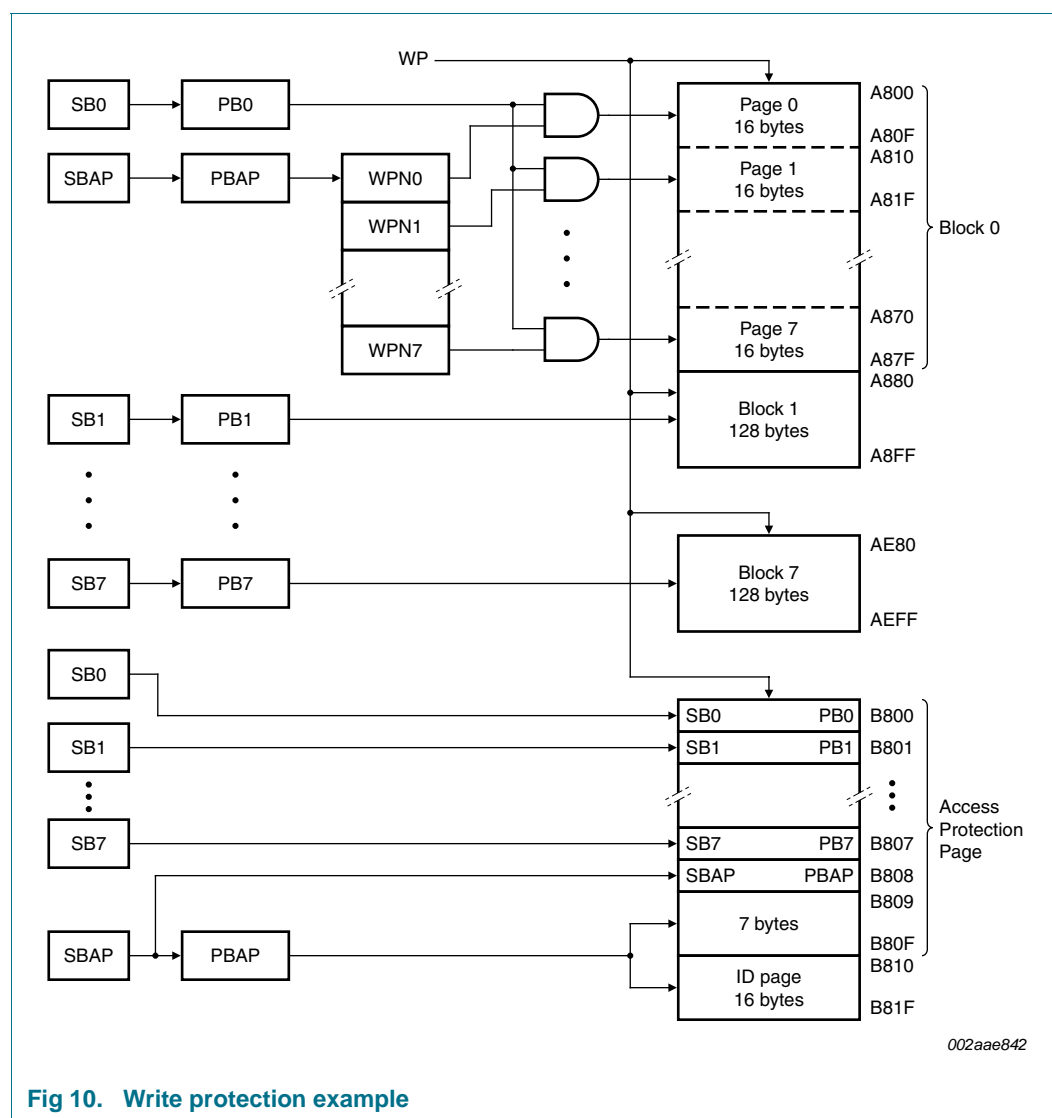 WP
SB0
PB0
SBAP
PBAP
WPN0
WPN1
WPN7
Page 0
16 bytes
A800
A80F
Page 1
16 bytes
A810
A81F
Page 7
16 bytes
A870
A87F
Block 0
SB1
PB1
Block 1
128 bytes
A880
A8FF
SB7
PB7
Block 7
128 bytes
AE80
AEFF
SB0
SB1
SB7
SBAP
PBAP
SB0 PB0 B800
SB1 PB1 B801
SB7 PB7 B807
SBAP PBAP B808
7 bytes
B809
B80F
ID page
16 bytes
B810
B81F
Access
Protection
Page
002aae842
Fig 10. Write protection example